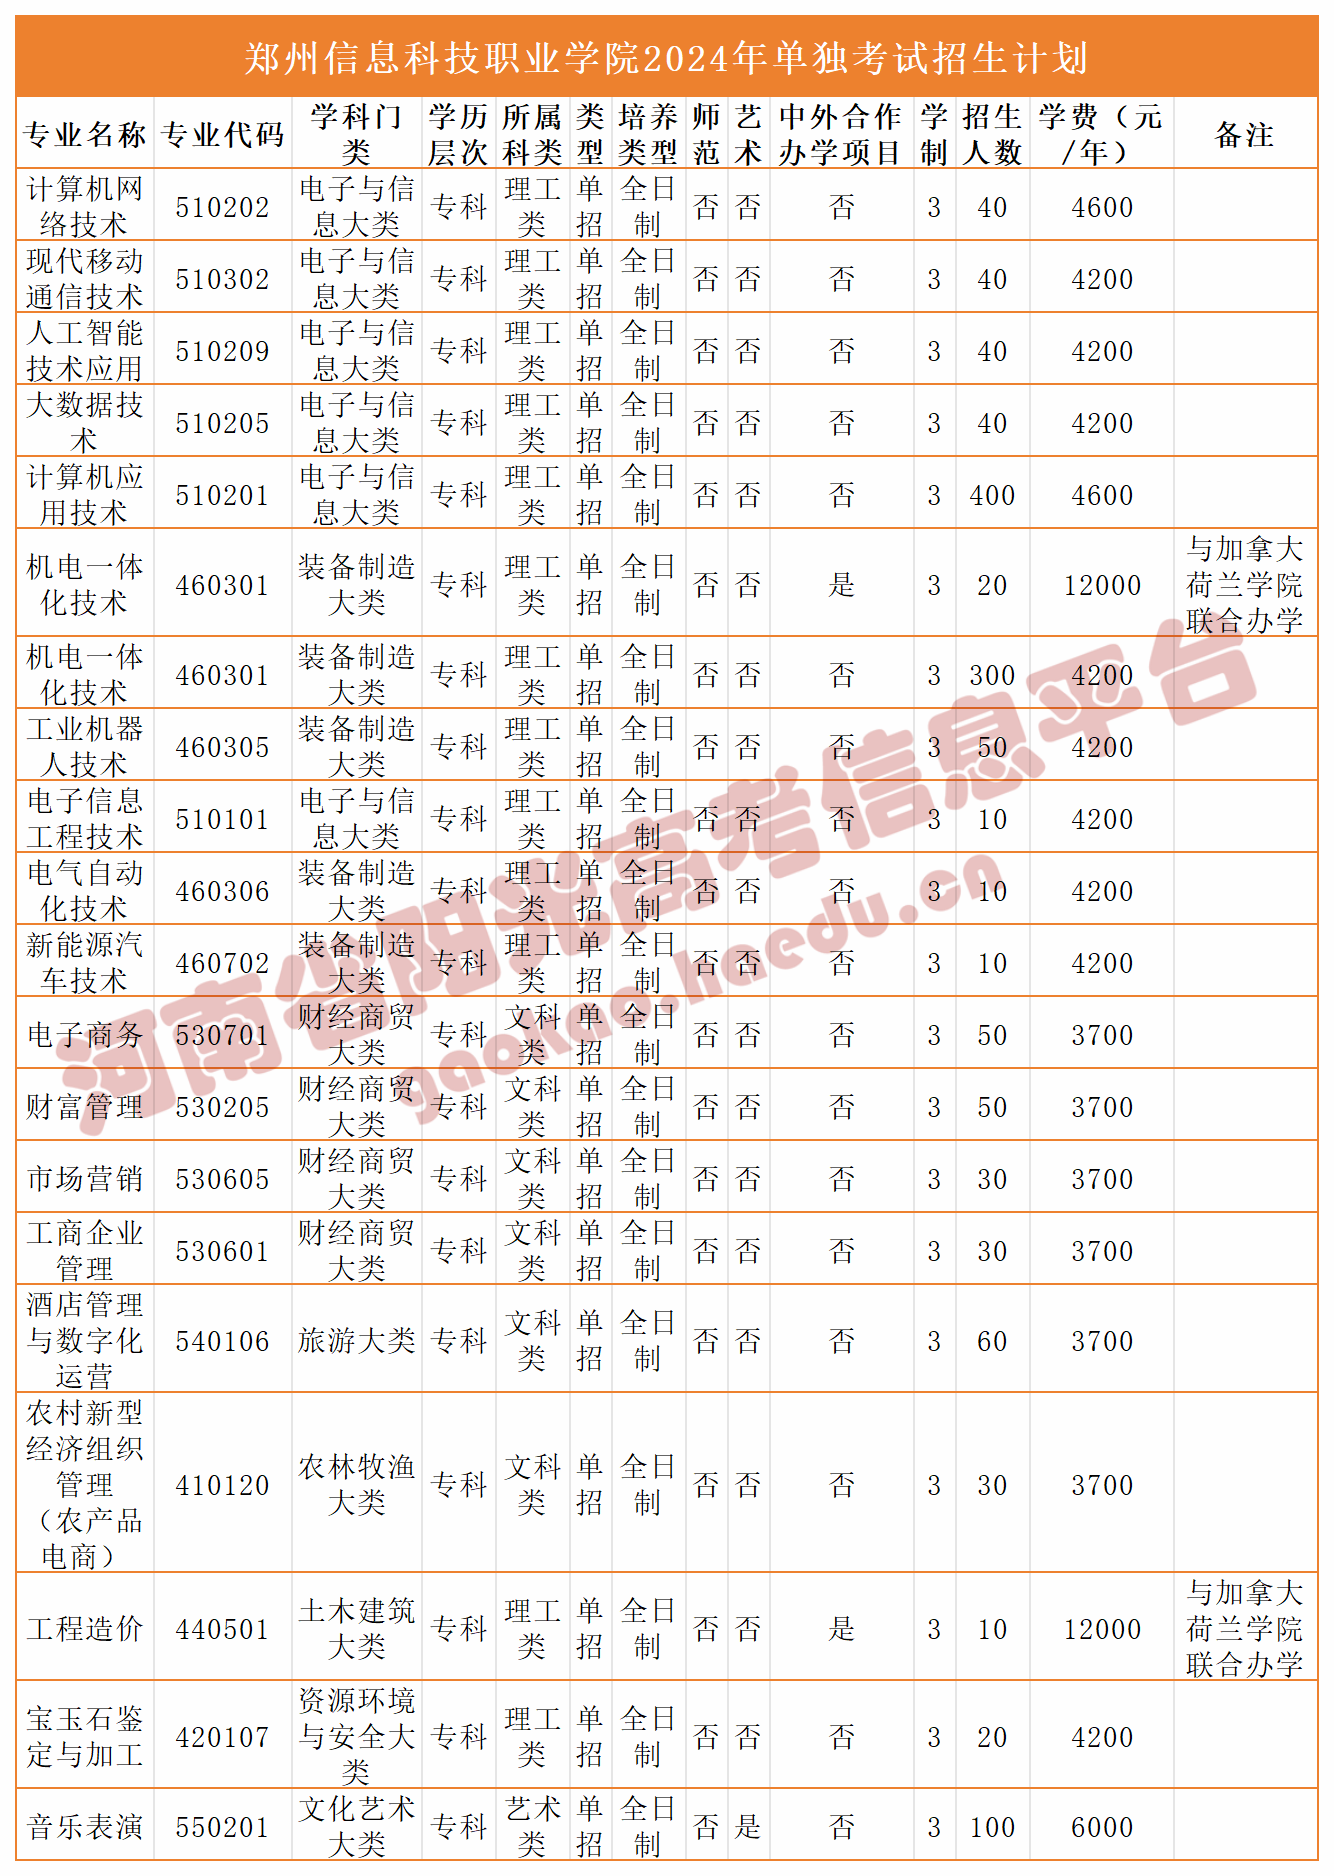 郑州信息科技职业学院2024年单独考试招生计划
专业名称 专业代码 学科门类 学历层次 所属科类 类型 培养类型 师范 艺术 中外合作办学项目 学制 招生人数 学费（元/年） 备注
计算机网络技术 510202 电子与信息大类 专科 理工类 单招 全日制 否 否 否 3 40 4600
现代移动通信技术 510302 电子与信息大类 专科 理工类 单招 全日制 否 否 否 3 40 4200
人工智能技术应用 510209 电子与信息大类 专科 理工类 单招 全日制 否 否 否 3 40 4200
大数据技术 510205 电子与信息大类 专科 理工类 单招 全日制 否 否 否 3 40 4200
计算机应用技术 510201 电子与信息大类 专科 理工类 单招 全日制 否 否 否 3 400 4600
机电一体化技术 460301 装备制造大类 专科 理工类 单招 全日制 否 否 是 3 20 12000 与加拿大荷兰学院联合办学
机电一体化技术 460301 装备制造大类 专科 理工类 单招 全日制 否 否 否 3 300 4200
工业机器人技术 460305 装备制造大类 专科 理工类 单招 全日制 否 否 否 3 50 4200
电子信息工程技术 510101 电子与信息大类 专科 理工类 单招 全日制 否 否 否 3 10 4200
电气自动化技术 460306 装备制造大类 专科 理工类 单招 全日制 否 否 否 3 10 4200
新能源汽车技术 460702 装备制造大类 专科 理工类 单招 全日制 否 否 否 3 10 4200
电子商务 530701 财经商贸大类 专科 文科类 单招 全日制 否 否 否 3 50 3700
财富管理 530205 财经商贸大类 专科 文科类 单招 全日制 否 否 否 3 50 3700
市场营销 530605 财经商贸大类 专科 文科类 单招 全日制 否 否 否 3 30 3700
工商企业管理 530601 财经商贸大类 专科 文科类 单招 全日制 否 否 否 3 30 3700
酒店管理与数字化运营 540106 旅游大类 专科 文科类 单招 全日制 否 否 否 3 60 3700
农村新型经济组织管理（农产品电商） 410120 农林牧渔大类 专科 文科类 单招 全日制 否 否 否 3 30 3700
工程造价 440501 土木建筑大类 专科 理工类 单招 全日制 否 否 是 3 10 12000 与加拿大荷兰学院联合办学
宝玉石鉴定与加工 420107 资源环境与安全大类 专科 理工类 单招 全日制 否 否 否 3 20 4200
音乐表演 550201 文化艺术大类 专科 艺术类 单招 全日制 否 是 否 3 100 6000
河南省阳光高考信息平台
gaokao.haedu.cn